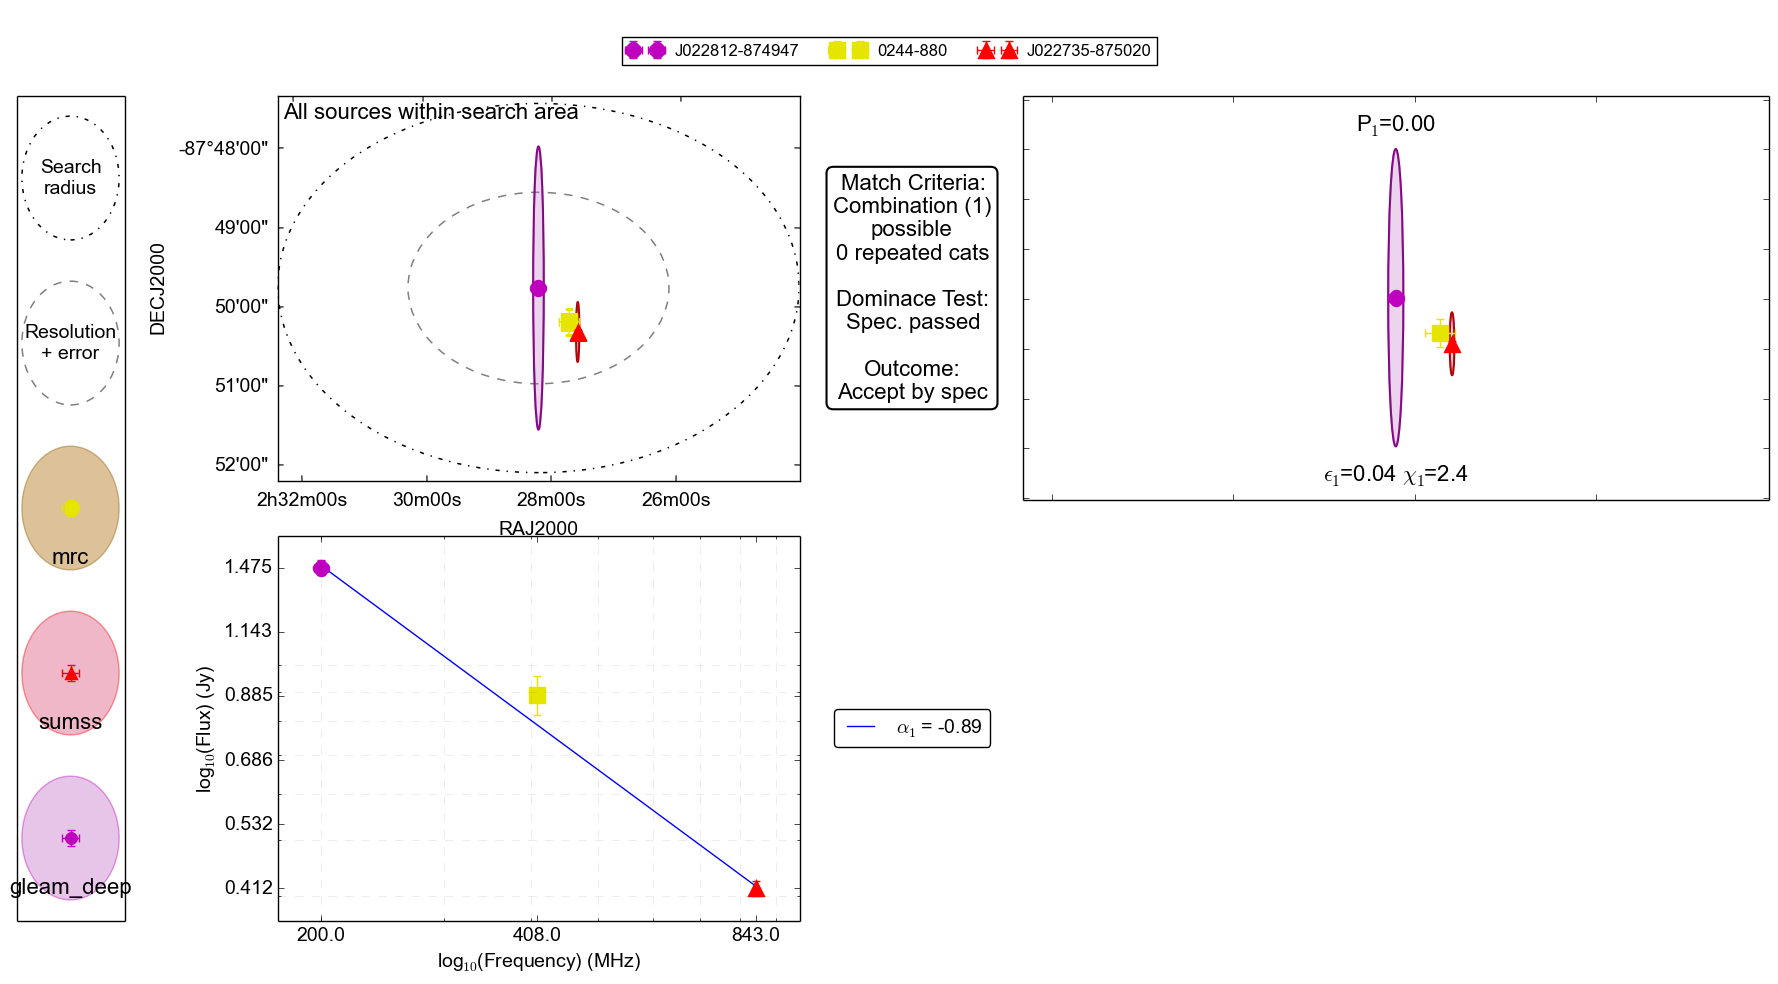 J022812-874947 0244-880 J022735-875020
Search
radius
Resolution
+ error
mrc
sumss
gleam_deep
All sources within search area
DECJ2000
-87°48'00"
49'00"
50'00"
51'00"
52'00"
2h32m00s 30m00s 28m00s 26m00s
RAJ2000
Match Criteria:
Combination (1)
possible
0 repeated cats
Dominace Test:
Spec. passed
Outcome:
Accept by spec
P₁=0.00
ϵ₁=0.04 χ₁=2.4
log₁₀(Flux) (Jy)
1.475
1.143
0.885
0.686
0.532
0.412
200.0 408.0 843.0
log₁₀(Frequency) (MHz)
α₁ = -0.89